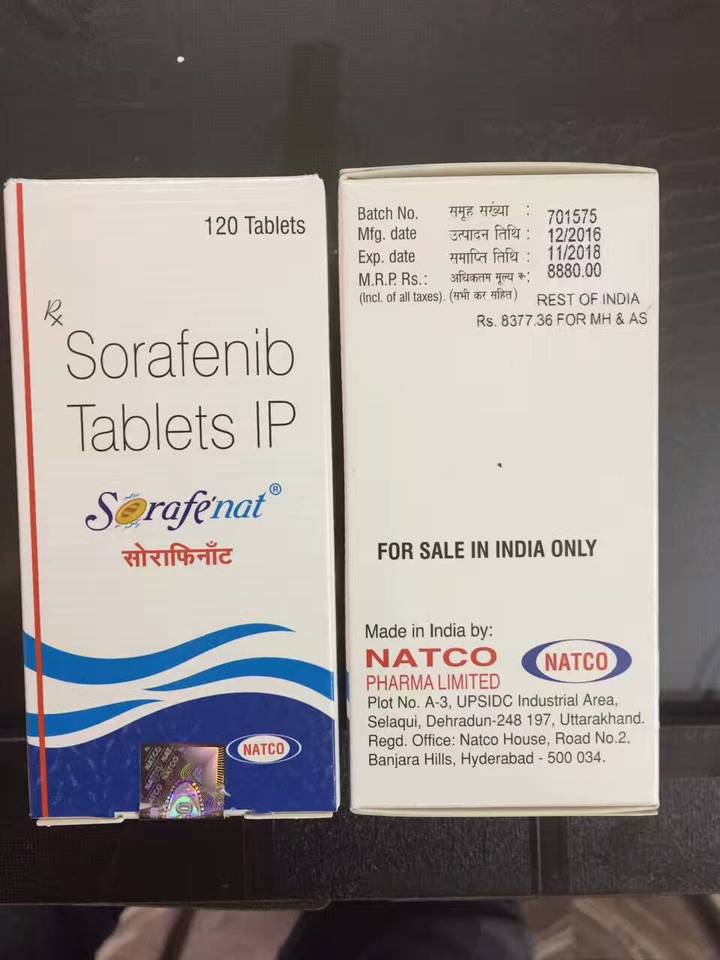 120 Tablets
Rx
Sorafenib
Tablets IP
Sorafenat®
सोराफिनाँट
NATCO
NATCO
NATCO
Batch No. समूह सख्या : 701575
Mfg. date उत्पादन तिथि : 12/2016
Exp. date समाप्ति तिथि : 11/2018
M.R.P. Rs.: अधिकतम मूल्य रू: 8880.00
(Incl. of all taxes). (सभी कर सहित) REST OF INDIA
Rs. 8377.36 FOR MH & AS
FOR SALE IN INDIA ONLY
Made in India by:
NATCO NATCO
PHARMA LIMITED
Plot No. A-3, UPSIDC Industrial Area,
Selaqui, Dehradun-248 197, Uttarakhand.
Regd. Office: Natco House, Road No.2,
Banjara Hills, Hyderabad - 500 034.